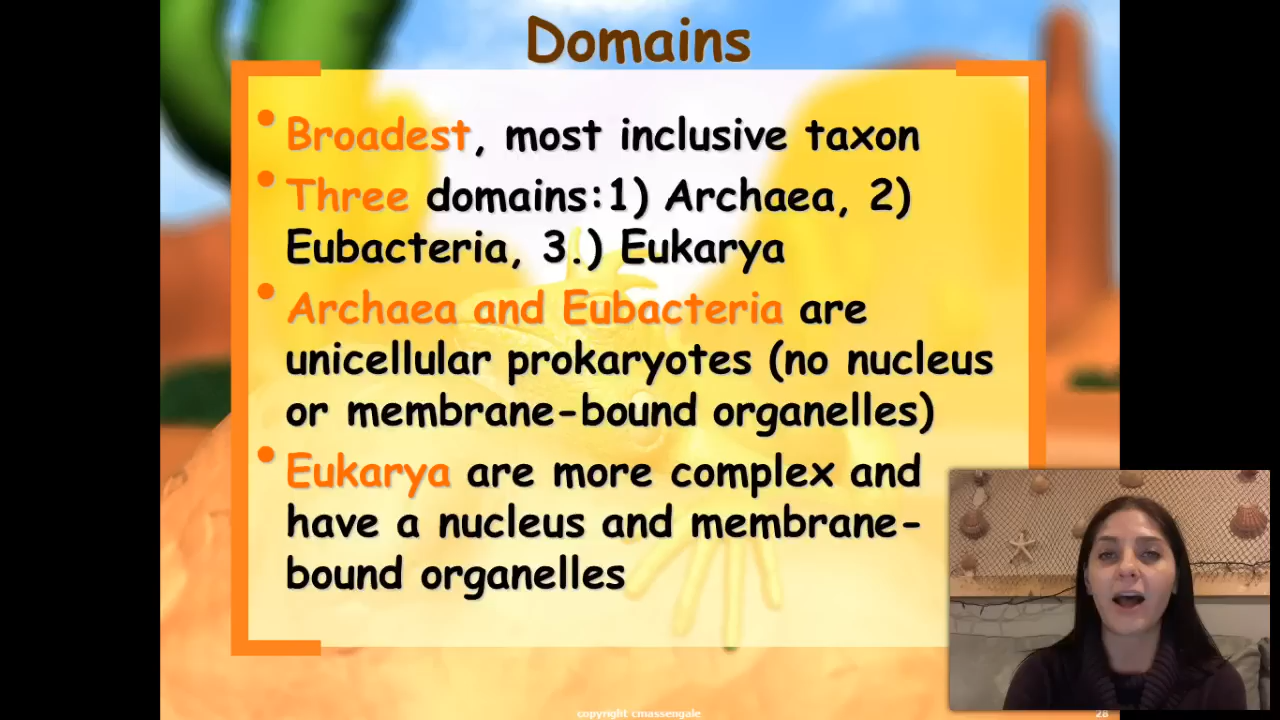 Domains
• Broadest, most inclusive taxon
• Three domains:1) Archaea, 2)
Eubacteria, 3.) Eukarya
• Archaea and Eubacteria are
unicellular prokaryotes (no nucleus
or membrane-bound organelles)
• Eukarya are more complex and
have a nucleus and membrane-
bound organelles
copyright cmassengale
28